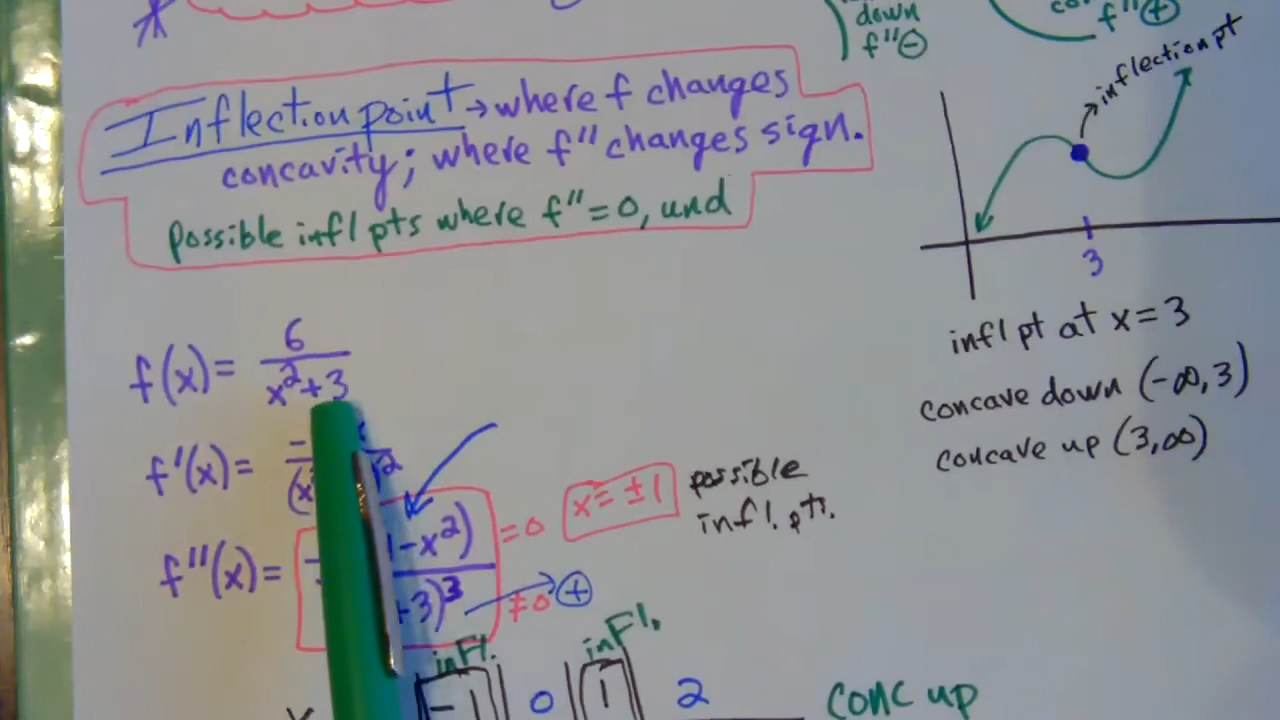 down
f''⊖
f''⊕
Inflection point → where f changes
concavity; where f'' changes sign.
possible infl pts where f''=0, und
inflection pt
3
infl pt at x=3
concave down (-∞,3)
concave up (3,∞)
f(x)= 6/(x²+3)
f'(x)=
f''(x)=
-x²)
+3)³
=0
x=±1
possible
infl. pts.
≠0 → ⊕
infl. infl.
-1 0 1 2
conc up